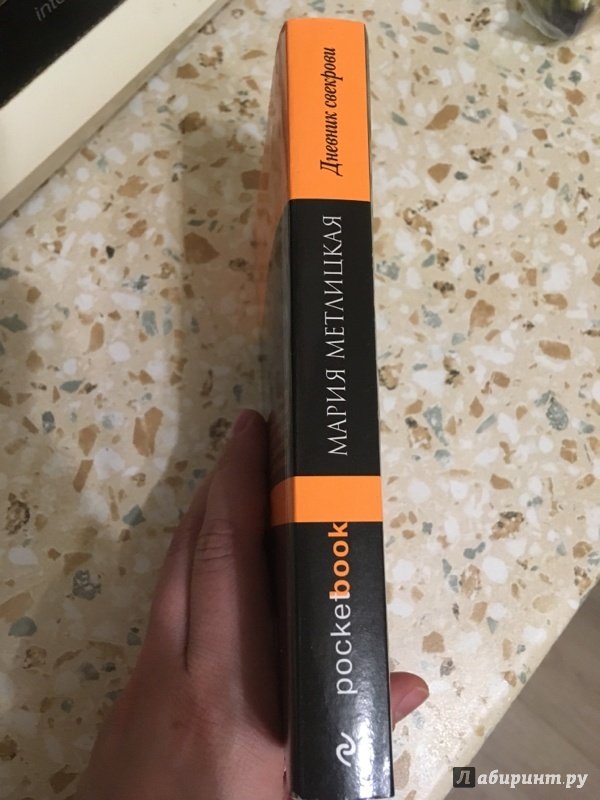 Дневник свекрови
МАРИЯ МЕТЛИЦКАЯ
pocketbook
Лабиринт.ру